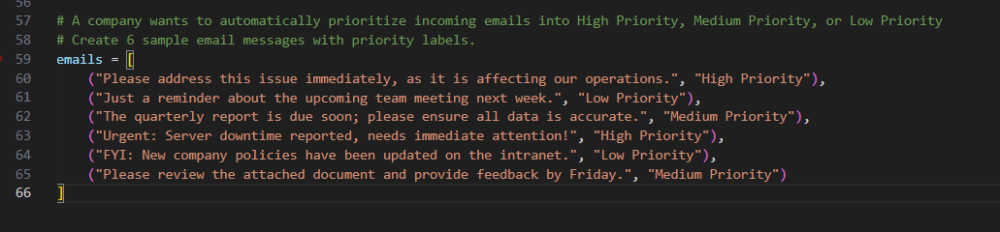 56
57 # A company wants to automatically prioritize incoming emails into High Priority, Medium Priority, or Low Priority
58 # Create 6 sample email messages with priority labels.
59 emails = [
60     ("Please address this issue immediately, as it is affecting our operations.", "High Priority"),
61     ("Just a reminder about the upcoming team meeting next week.", "Low Priority"),
62     ("The quarterly report is due soon; please ensure all data is accurate.", "Medium Priority"),
63     ("Urgent: Server downtime reported, needs immediate attention!", "High Priority"),
64     ("FYI: New company policies have been updated on the intranet.", "Low Priority"),
65     ("Please review the attached document and provide feedback by Friday.", "Medium Priority")
66 ]